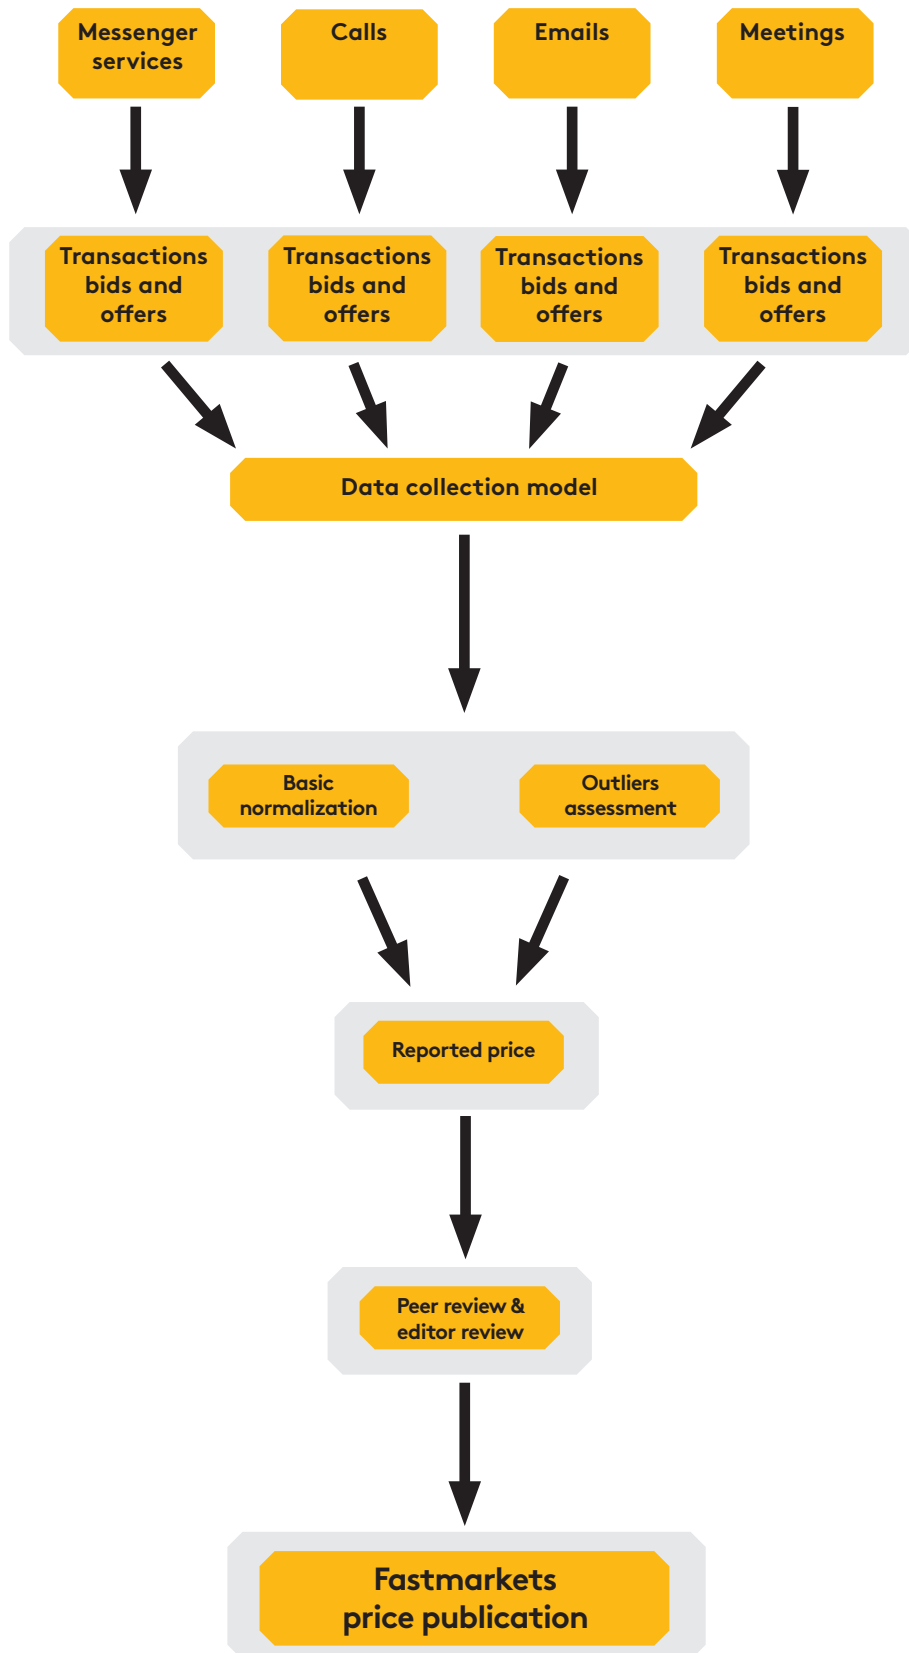 Messenger
services
Calls
Emails
Meetings
Transactions
bids and
offers
Transactions
bids and
offers
Transactions
bids and
offers
Transactions
bids and
offers
Data collection model
Basic
normalization
Outliers
assessment
Reported price
Peer review &
editor review
Fastmarkets
price publication